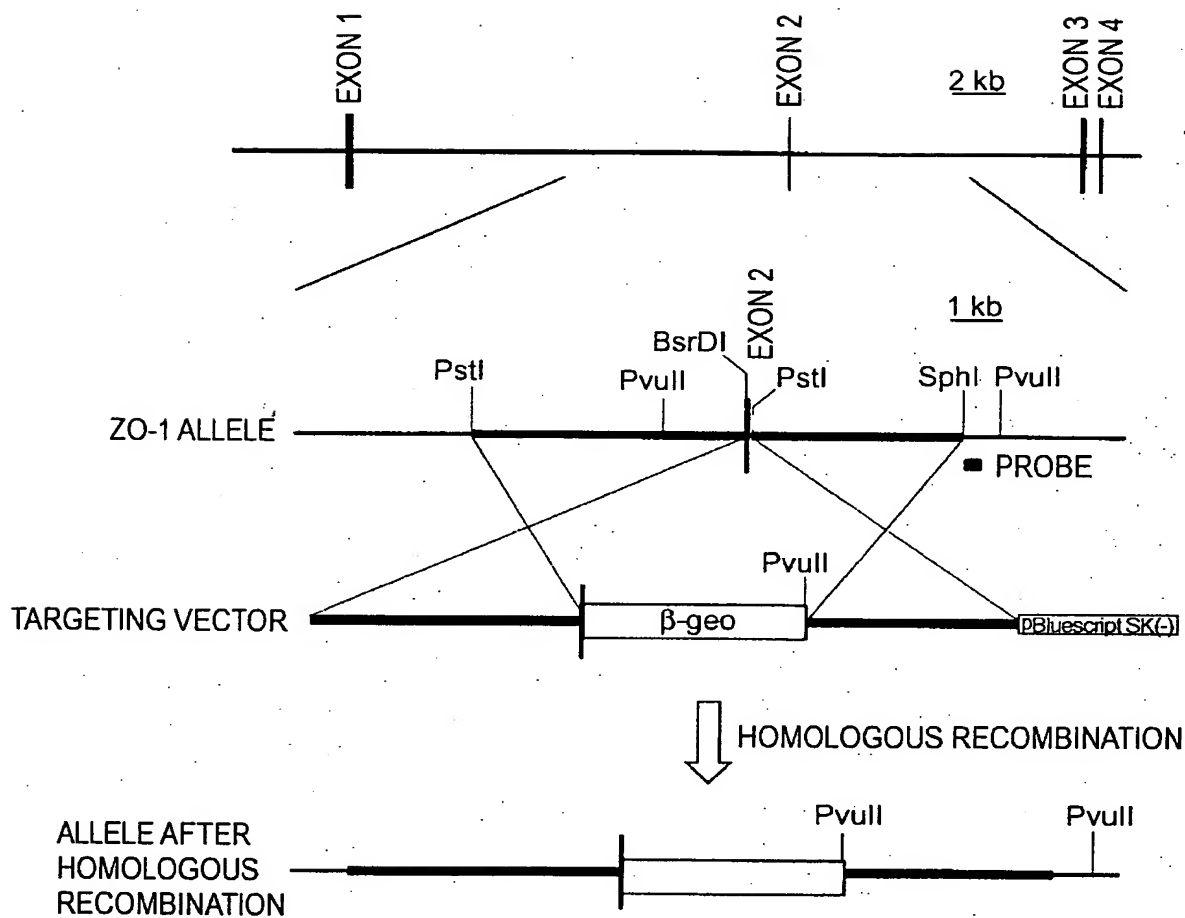 EXON 1
EXON 2
2 kb
EXON 3
EXON 4
1 kb
EXON 2
BsrDI
PstI
PvuII
PstI
SphI
PvuII
ZO-1 ALLELE
PROBE
PvuII
TARGETING VECTOR
β-geo
pBluescript SK(-)
HOMOLOGOUS RECOMBINATION
PvuII
PvuII
ALLELE AFTER
HOMOLOGOUS
RECOMBINATION